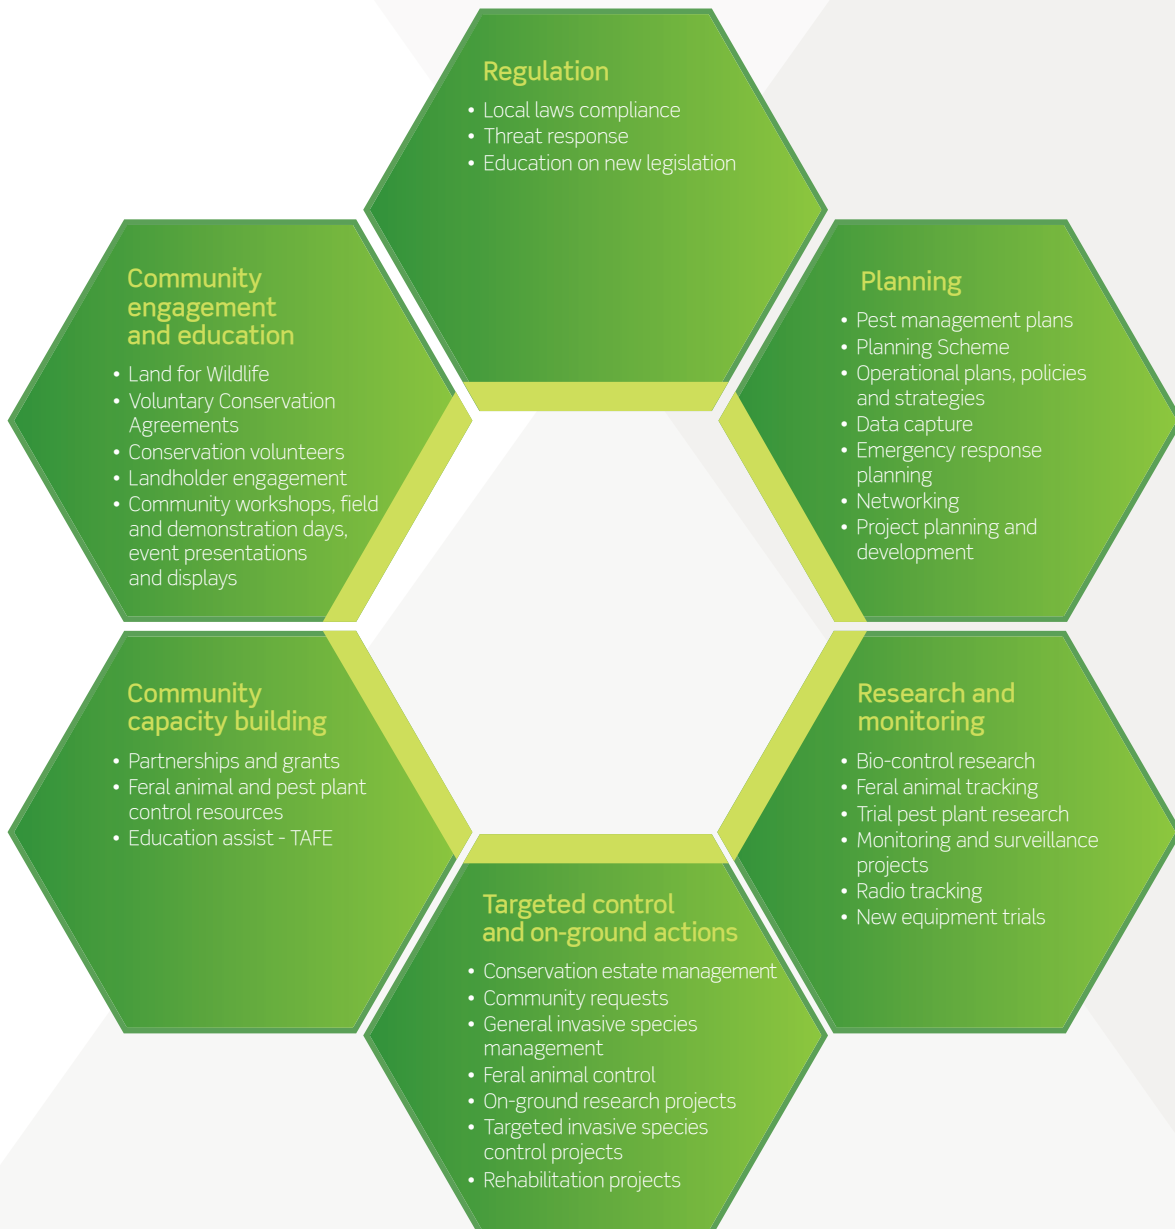 Regulation
• Local laws compliance
• Threat response
• Education on new legislation
Community
engagement
and education
• Land for Wildlife
• Voluntary Conservation
Agreements
• Conservation volunteers
• Landholder engagement
• Community workshops, field
and demonstration days,
event presentations
and displays
Planning
• Pest management plans
• Planning Scheme
• Operational plans, policies
and strategies
• Data capture
• Emergency response
planning
• Networking
• Project planning and
development
Community
capacity building
• Partnerships and grants
• Feral animal and pest plant
control resources
• Education assist - TAFE
Research and
monitoring
• Bio-control research
• Feral animal tracking
• Trial pest plant research
• Monitoring and surveillance
projects
• Radio tracking
• New equipment trials
Targeted control
and on-ground actions
• Conservation estate management
• Community requests
• General invasive species
management
• Feral animal control
• On-ground research projects
• Targeted invasive species
control projects
• Rehabilitation projects